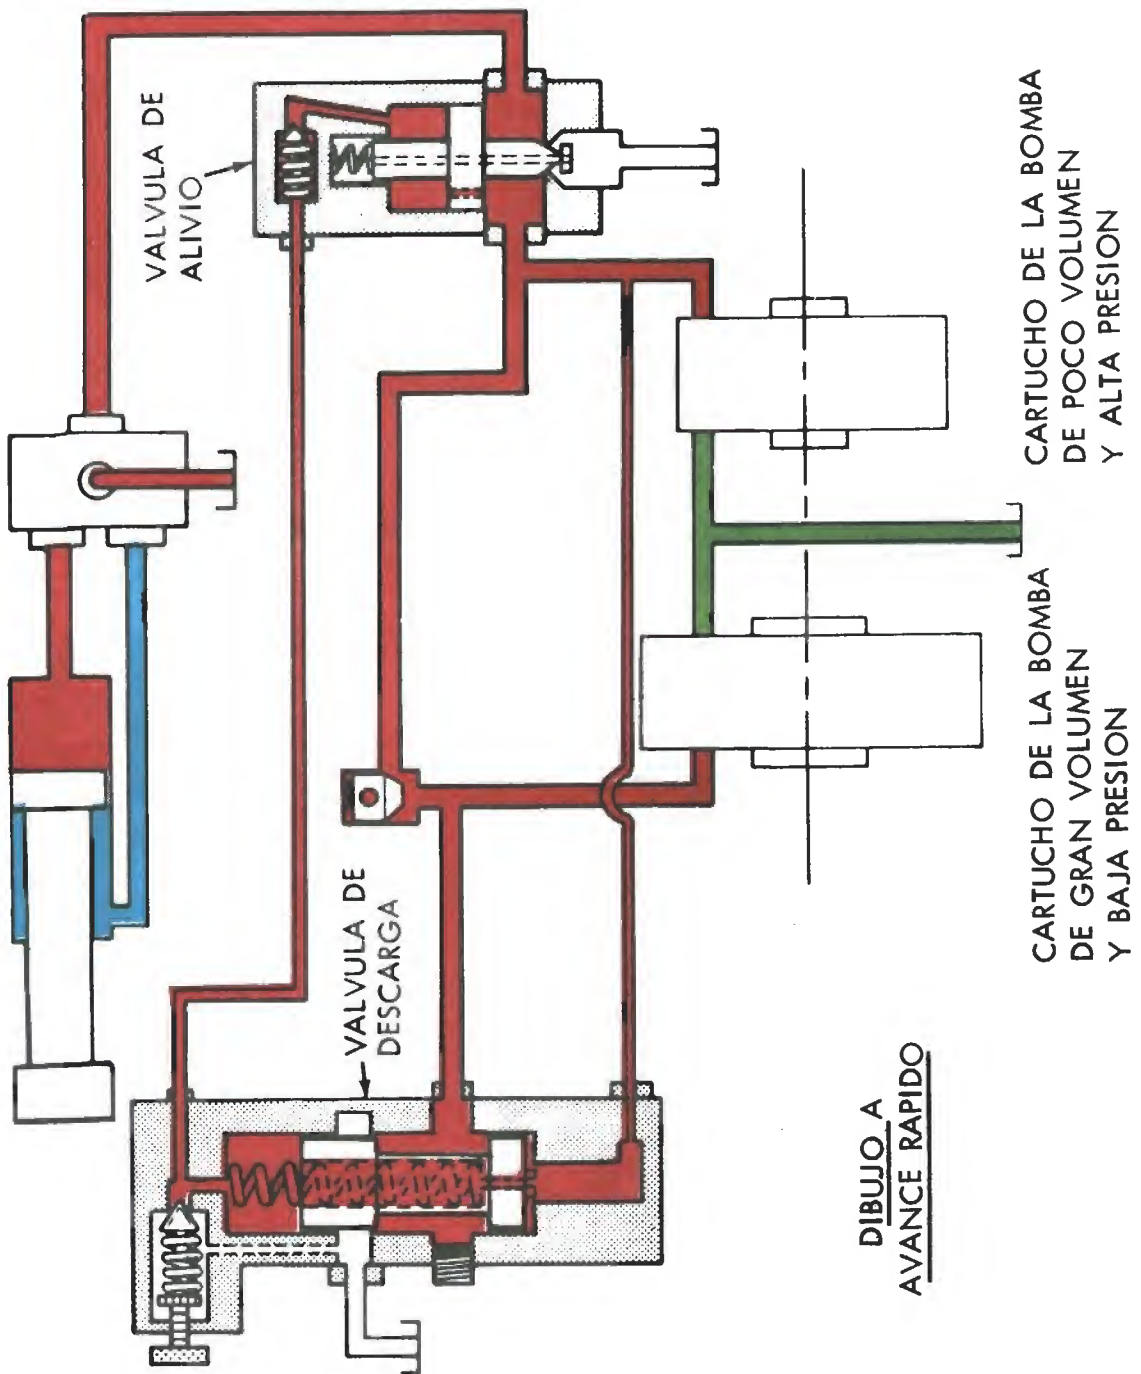 VALVULA DE
ALIVIO
VALVULA DE
DESCARGA
CARTUCHO DE LA BOMBA
DE GRAN VOLUMEN
Y BAJA PRESION
CARTUCHO DE LA BOMBA
DE POCO VOLUMEN
Y ALTA PRESION
DIBUJO A
AVANCE RAPIDO